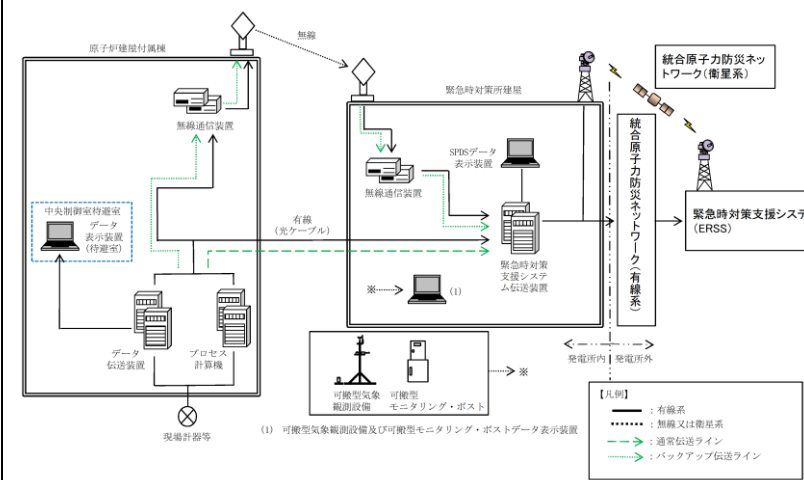 無線
原子炉建屋付属棟
無線通信装置
中央制御室待避室
データ
表示装置
(待避室)
データ
伝送装置
プロセス
計算機
現場計器等
有線
(光ケーブル)
緊急時対策所建屋
無線通信装置
SPDSデータ
表示装置
緊急時対策
支援システ
ム伝送装置
※
(1)
可搬型気象
観測設備
可搬型
モニタリング・ポスト
※
(1) 可搬型気象観測設備及び可搬型モニタリング・ポストデータ表示装置
統合原子力防災ネッ
トワーク(衛星系)
統合原子力防災ネットワーク(有線系)
緊急時対策支援システ
(ERSS)
発電所内
発電所外
【凡例】
:有線系
:無線又は衛星系
:通常伝送ライン
:バックアップ伝送ライン